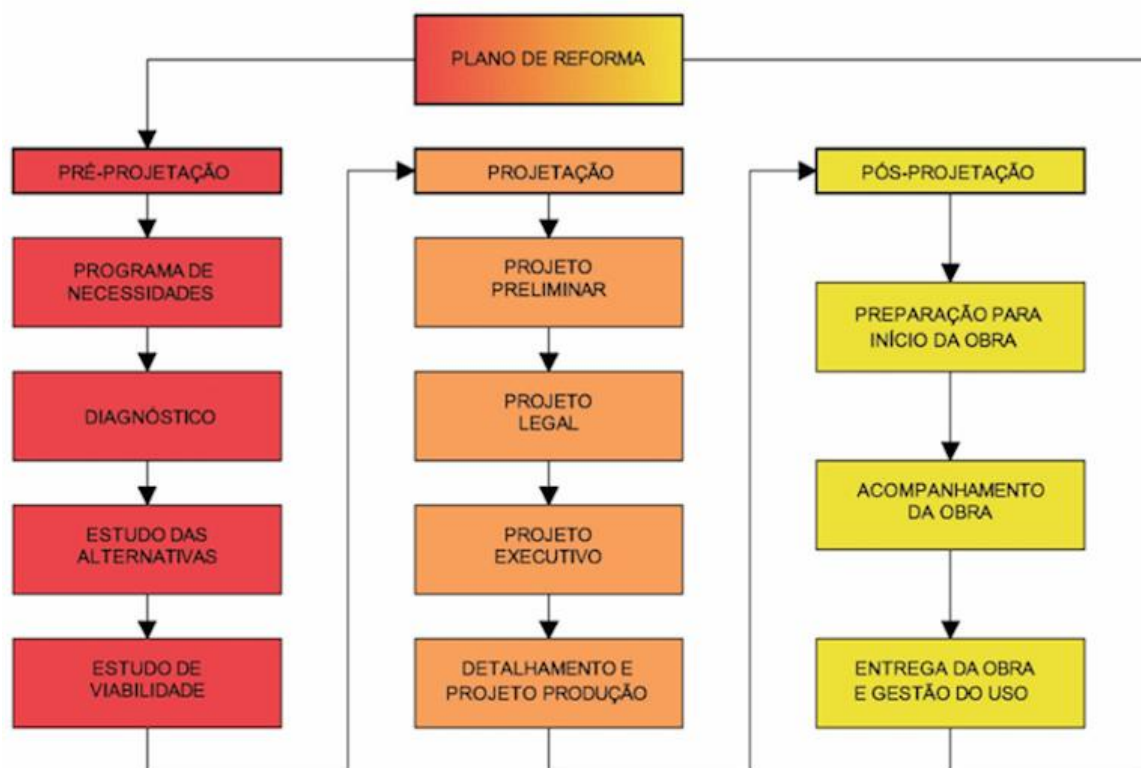 PLANO DE REFORMA
PRÉ-PROJETAÇÃO
PROGRAMA DE
NECESSIDADES
DIAGNÓSTICO
ESTUDO DAS
ALTERNATIVAS
ESTUDO DE
VIABILIDADE
PROJETAÇÃO
PROJETO
PRELIMINAR
PROJETO
LEGAL
PROJETO
EXECUTIVO
DETALHAMENTO E
PROJETO PRODUÇÃO
PÓS-PROJETAÇÃO
PREPARAÇÃO PARA
INÍCIO DA OBRA
ACOMPANHAMENTO
DA OBRA
ENTREGA DA OBRA
E GESTÃO DO USO